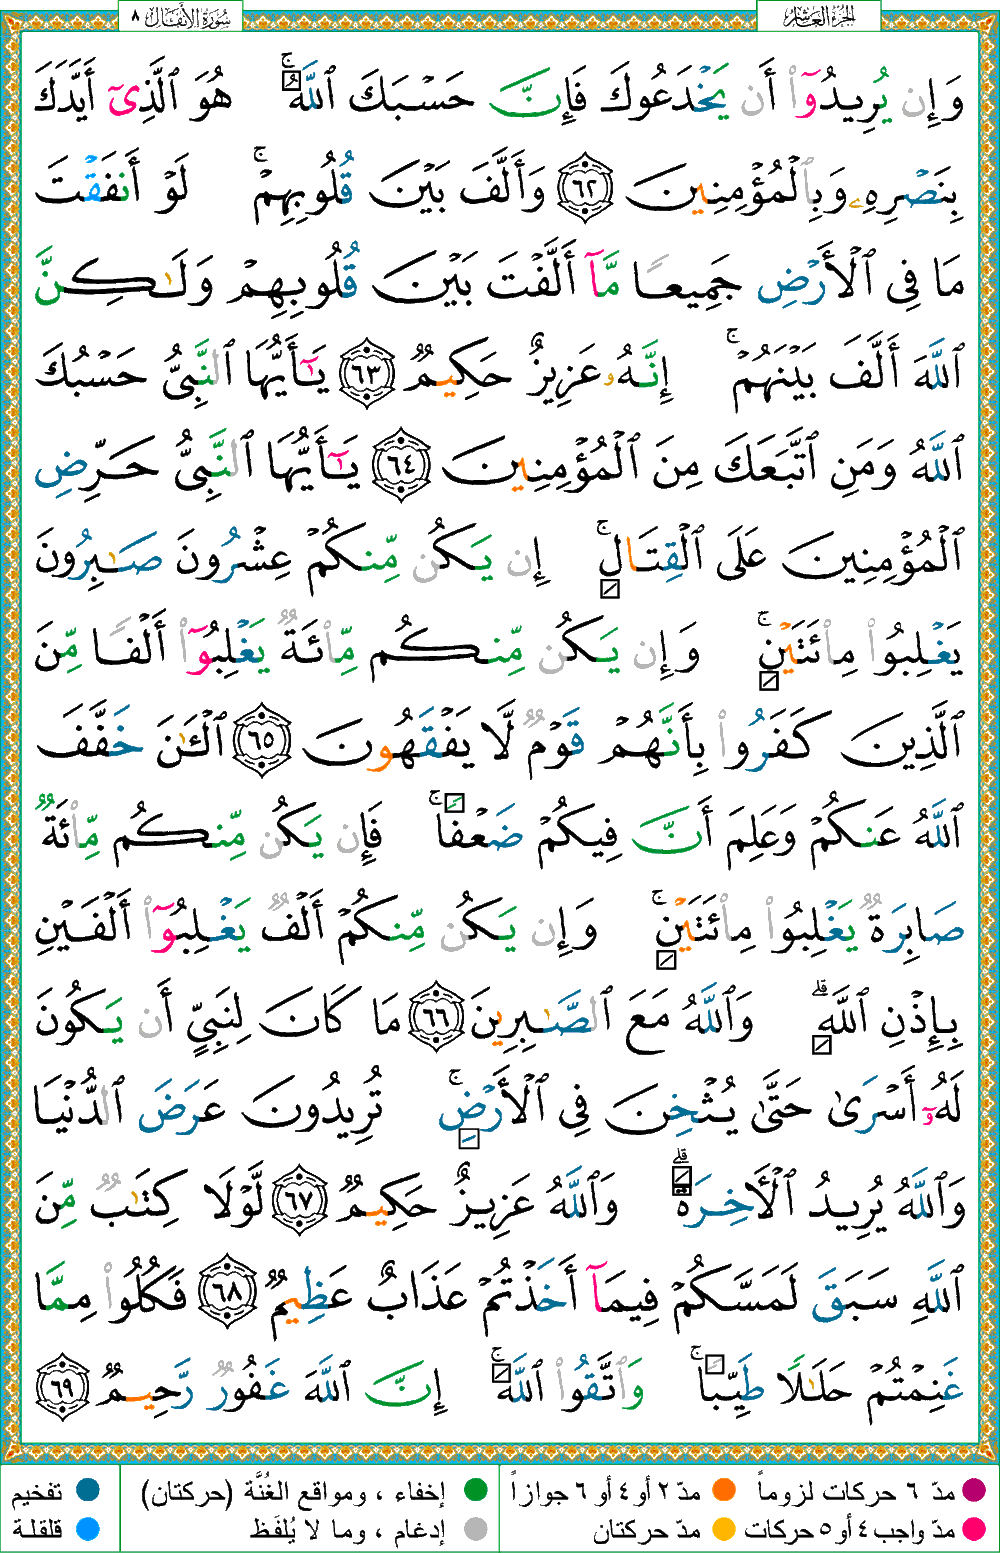 الجزء العاشر
سورة الأنفال ٨
وَإِن يُرِيدُوٓا۟ أَن يَخْدَعُوكَ فَإِنَّ حَسْبَكَ ٱللَّهُ ۚ هُوَ ٱلَّذِىٓ أَيَّدَكَ
بِنَصْرِهِۦ وَبِٱلْمُؤْمِنِينَ ٦٢ وَأَلَّفَ بَيْنَ قُلُوبِهِمْ ۚ لَوْ أَنفَقْتَ
مَا فِى ٱلْأَرْضِ جَمِيعًا مَّآ أَلَّفْتَ بَيْنَ قُلُوبِهِمْ وَلَـٰكِنَّ
ٱللَّهَ أَلَّفَ بَيْنَهُمْ ۚ إِنَّهُۥ عَزِيزٌ حَكِيمٌ ٦٣ يَـٰٓأَيُّهَا ٱلنَّبِىُّ حَسْبُكَ
ٱللَّهُ وَمَنِ ٱتَّبَعَكَ مِنَ ٱلْمُؤْمِنِينَ ٦٤ يَـٰٓأَيُّهَا ٱلنَّبِىُّ حَرِّضِ
ٱلْمُؤْمِنِينَ عَلَى ٱلْقِتَالِ ۚ إِن يَكُن مِّنكُمْ عِشْرُونَ صَـٰبِرُونَ
يَغْلِبُوا۟ مِا۟ئَتَيْنِ ۚ وَإِن يَكُن مِّنكُم مِّا۟ئَةٌ يَغْلِبُوٓا۟ أَلْفًا مِّنَ
ٱلَّذِينَ كَفَرُوا۟ بِأَنَّهُمْ قَوْمٌ لَّا يَفْقَهُونَ ٦٥ ٱلْـَٔـٰنَ خَفَّفَ
ٱللَّهُ عَنكُمْ وَعَلِمَ أَنَّ فِيكُمْ ضَعْفًا ۚ فَإِن يَكُن مِّنكُم مِّا۟ئَةٌ
صَابِرَةٌ يَغْلِبُوا۟ مِا۟ئَتَيْنِ ۚ وَإِن يَكُن مِّنكُمْ أَلْفٌ يَغْلِبُوٓا۟ أَلْفَيْنِ
بِإِذْنِ ٱللَّهِ ۗ وَٱللَّهُ مَعَ ٱلصَّـٰبِرِينَ ٦٦ مَا كَانَ لِنَبِىٍّ أَن يَكُونَ
لَهُۥٓ أَسْرَىٰ حَتَّىٰ يُثْخِنَ فِى ٱلْأَرْضِ ۚ تُرِيدُونَ عَرَضَ ٱلدُّنْيَا
وَٱللَّهُ يُرِيدُ ٱلْـَٔاخِرَةَ ۗ وَٱللَّهُ عَزِيزٌ حَكِيمٌ ٦٧ لَّوْلَا كِتَـٰبٌ مِّنَ
ٱللَّهِ سَبَقَ لَمَسَّكُمْ فِيمَآ أَخَذْتُمْ عَذَابٌ عَظِيمٌ ٦٨ فَكُلُوا۟ مِمَّا
غَنِمْتُمْ حَلَـٰلًا طَيِّبًا ۚ وَٱتَّقُوا۟ ٱللَّهَ ۚ إِنَّ ٱللَّهَ غَفُورٌ رَّحِيمٌ ٦٩
مدّ ٦ حركات لزوماً
مدّ ٢ أو ٤ أو ٦ جوازاً
إخفاء ، ومواقع الغُنَّة (حركتان)
تفخيم
مدّ واجب ٤ أو ٥ حركات
مدّ حركتان
إدغام ، وما لا يُلفَظ
قلقلة